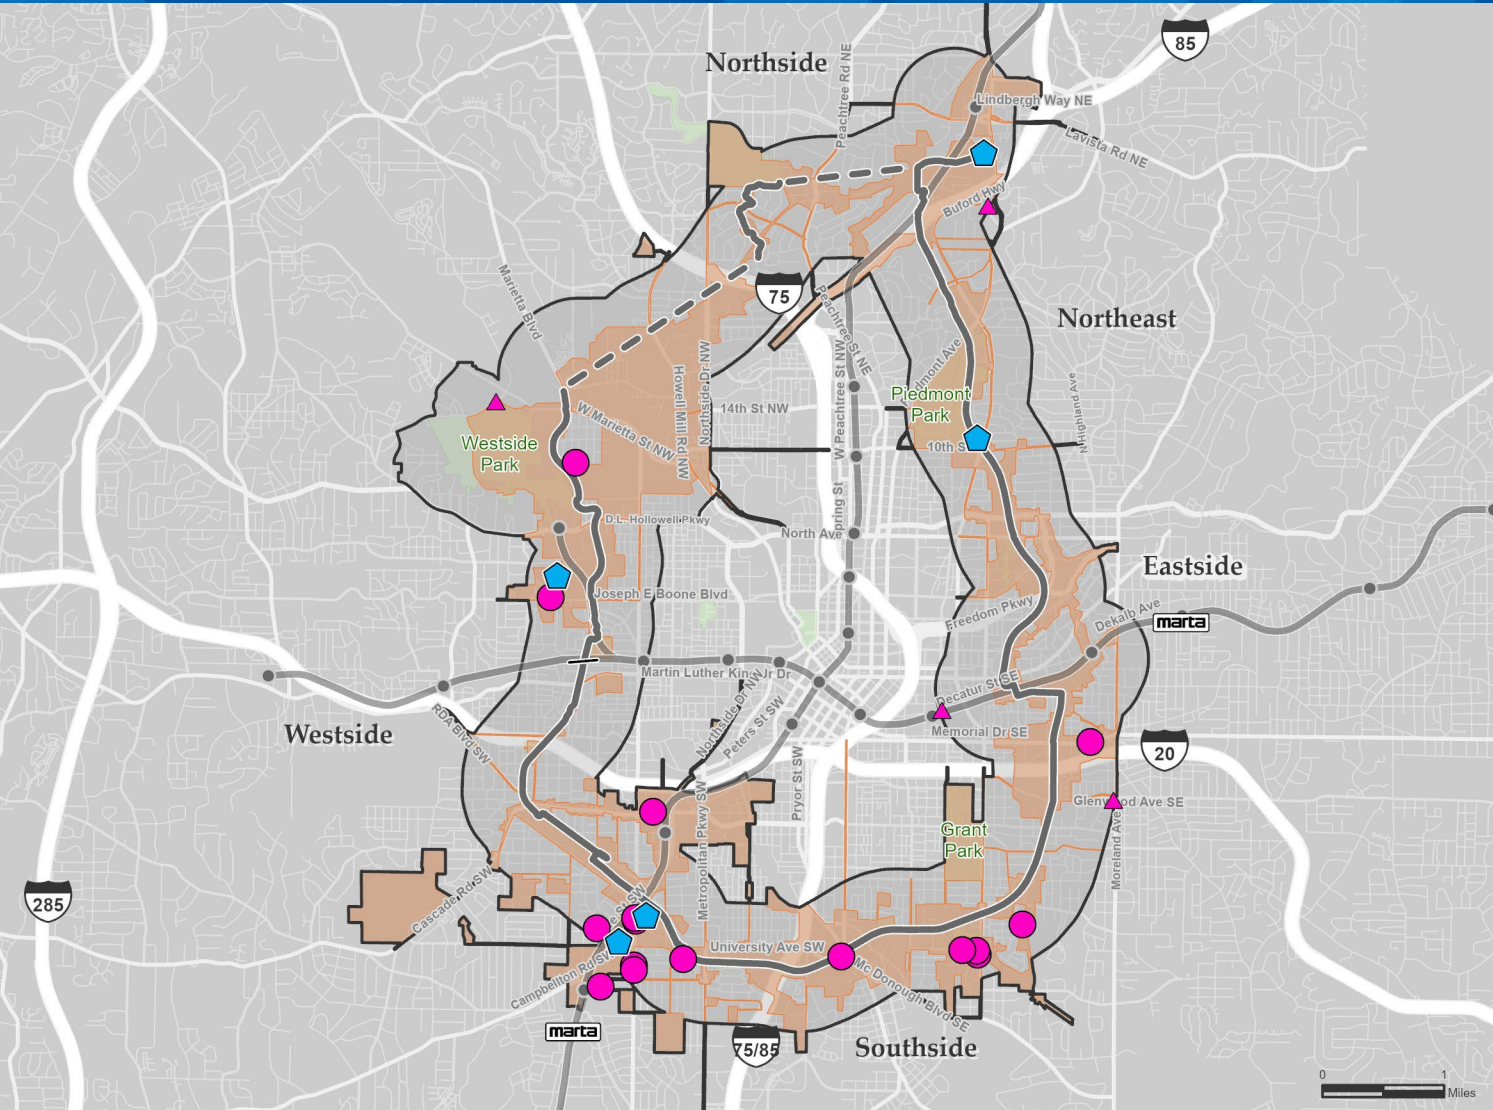 85
Northside
Peachtree Rd NE
Lindbergh Way NE
Lavista Rd NE
Buford Hwy
Marietta Blvd
75
Peachtree St NE
Northeast
Northside Dr NW
W Peachtree St NW
Piedmont Ave
Howell Mill Rd NW
Piedmont
Park
N Highland Ave
14th St NW
W Marietta St NW
Westside
Park
10th S
Spring St
D.L. Hollowell Pkwy
North Ave
Eastside
Joseph E Boone Blvd
Freedom Pkwy
Dekalb Ave
marta
Martin Luther King Jr Dr
Decatur St SE
RDA Blvd SW
Northside Dr NW
Peters St SW
Westside
Memorial Dr SE
20
Pryor St SW
Metropolitan Pkwy SW
Glenwood Ave SE
Grant
Park
Moreland Ave
285
Cascade Rd SW
e St SW
University Ave SW
Campbellton Rd SW
Mc Donough Blvd SE
marta
75/85
Southside
0 1
Miles